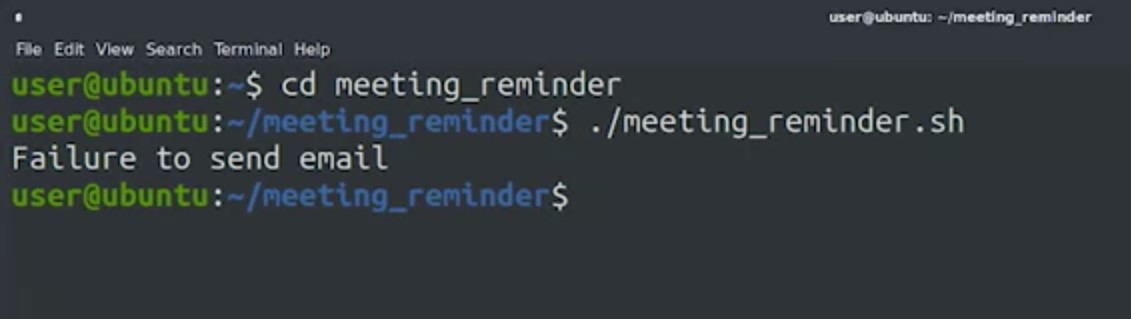 user@ubuntu: ~/meeting_reminder
File Edit View Search Terminal Help
user@ubuntu:~$ cd meeting_reminder
user@ubuntu:~/meeting_reminder$ ./meeting_reminder.sh
Failure to send email
user@ubuntu:~/meeting_reminder$